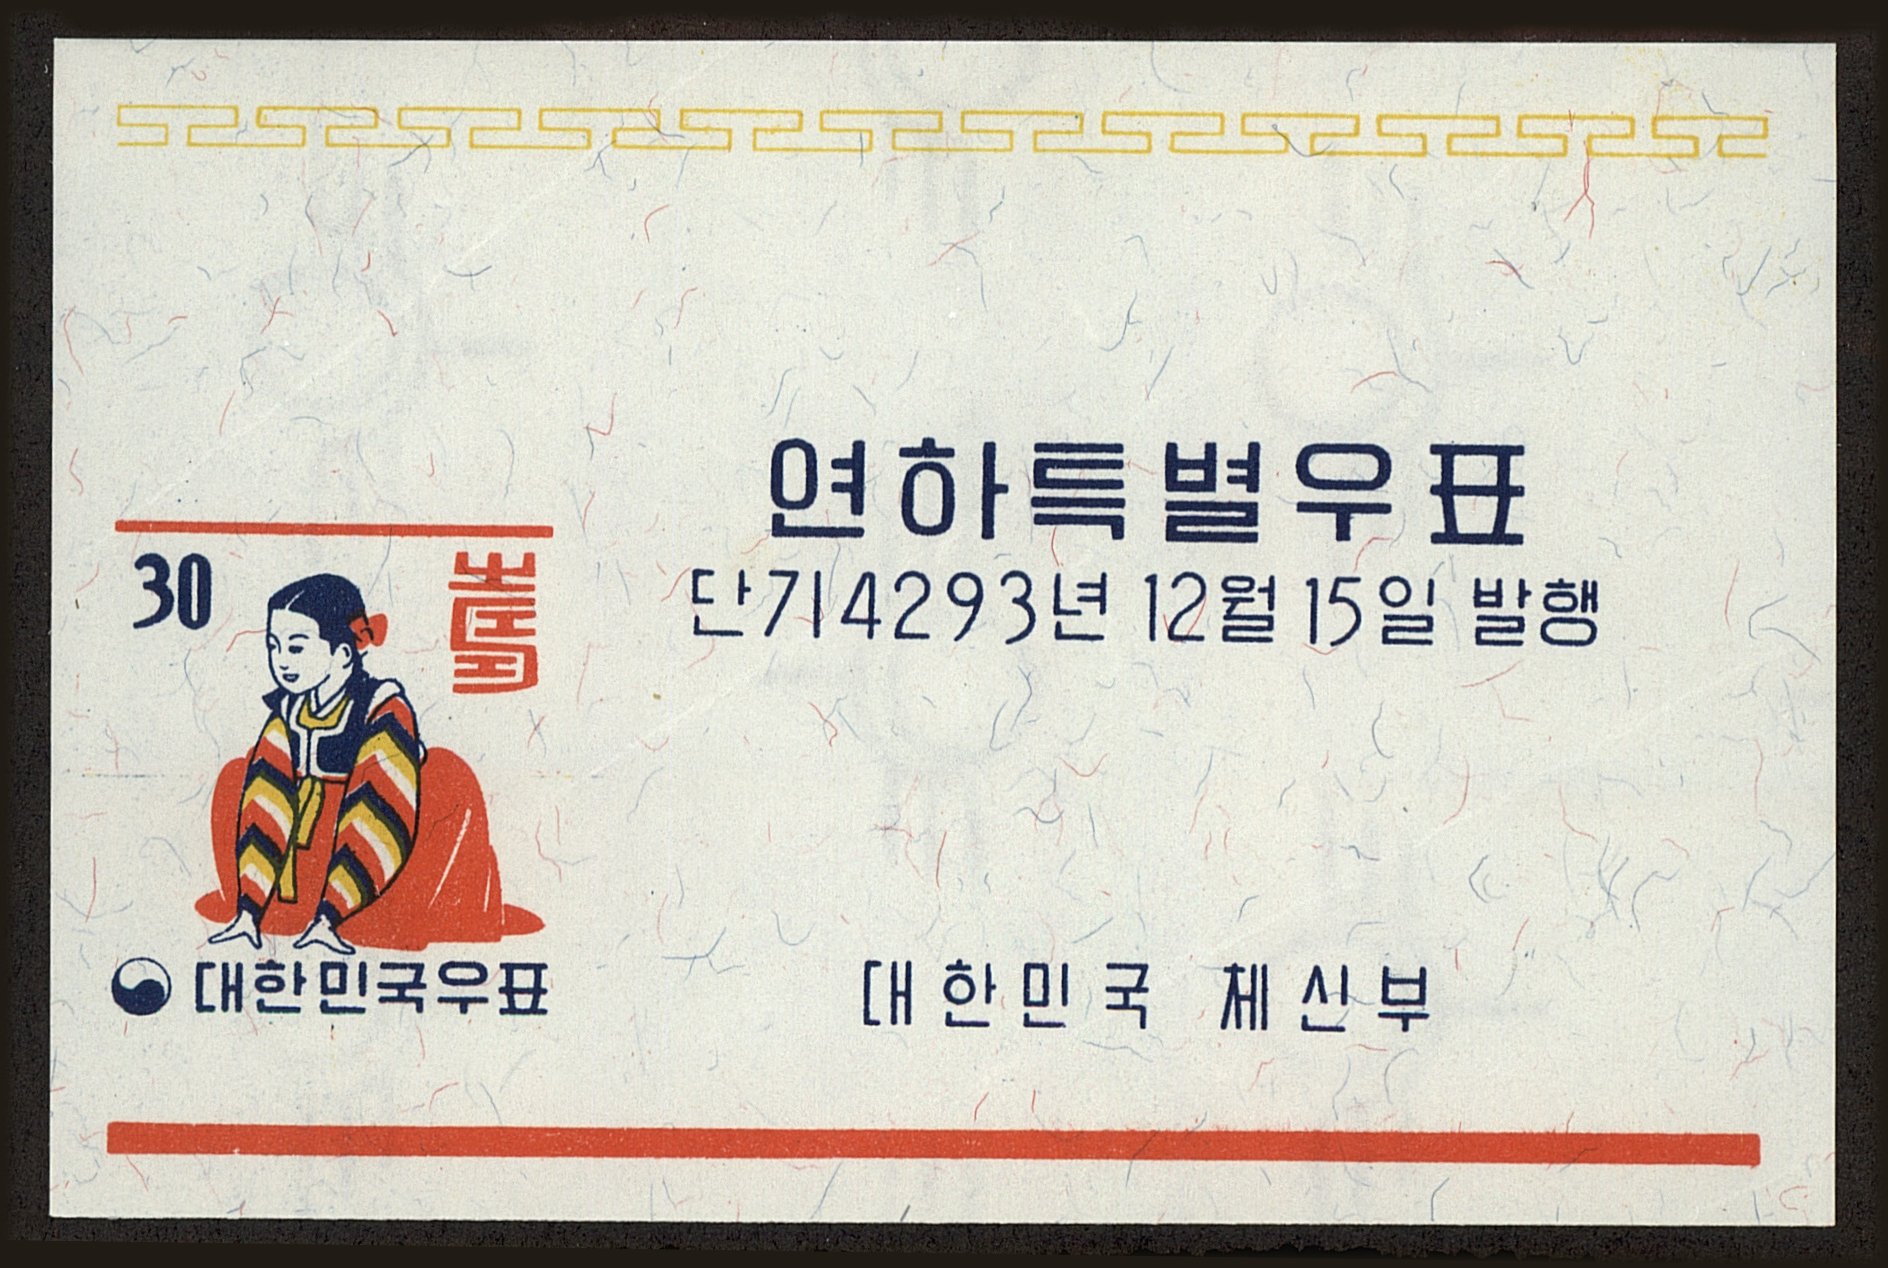 연하특별우표
단기4293년 12월 15일 발행
30
壽
대한민국우표
대한민국 체신부